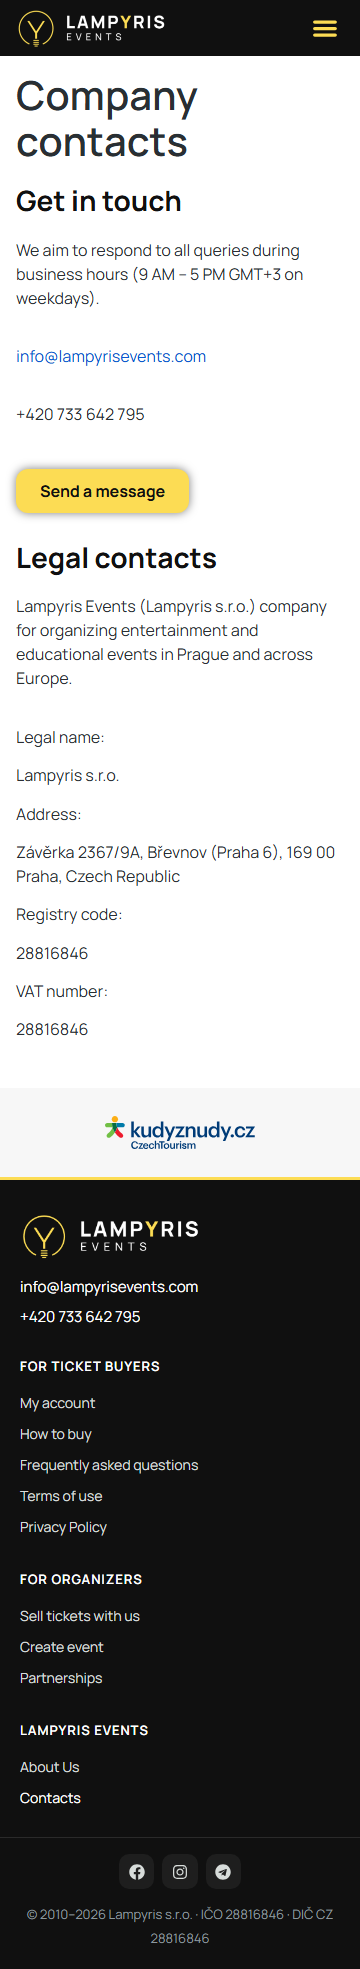 LAMPYRIS
EVENTS
Company
contacts
Get in touch
We aim to respond to all queries during
business hours (9 AM – 5 PM GMT+3 on
weekdays).
info@lampyrisevents.com
+420 733 642 795
Send a message
Legal contacts
Lampyris Events (Lampyris s.r.o.) company
for organizing entertainment and
educational events in Prague and across
Europe.
Legal name:
Lampyris s.r.o.
Address:
Závěrka 2367/9A, Břevnov (Praha 6), 169 00
Praha, Czech Republic
Registry code:
28816846
VAT number:
28816846
kudyznudy.cz
CzechTourism
LAMPYRIS
EVENTS
info@lampyrisevents.com
+420 733 642 795
FOR TICKET BUYERS
My account
How to buy
Frequently asked questions
Terms of use
Privacy Policy
FOR ORGANIZERS
Sell tickets with us
Create event
Partnerships
LAMPYRIS EVENTS
About Us
Contacts
© 2010–2026 Lampyris s.r.o. · IČO 28816846 · DIČ CZ
28816846